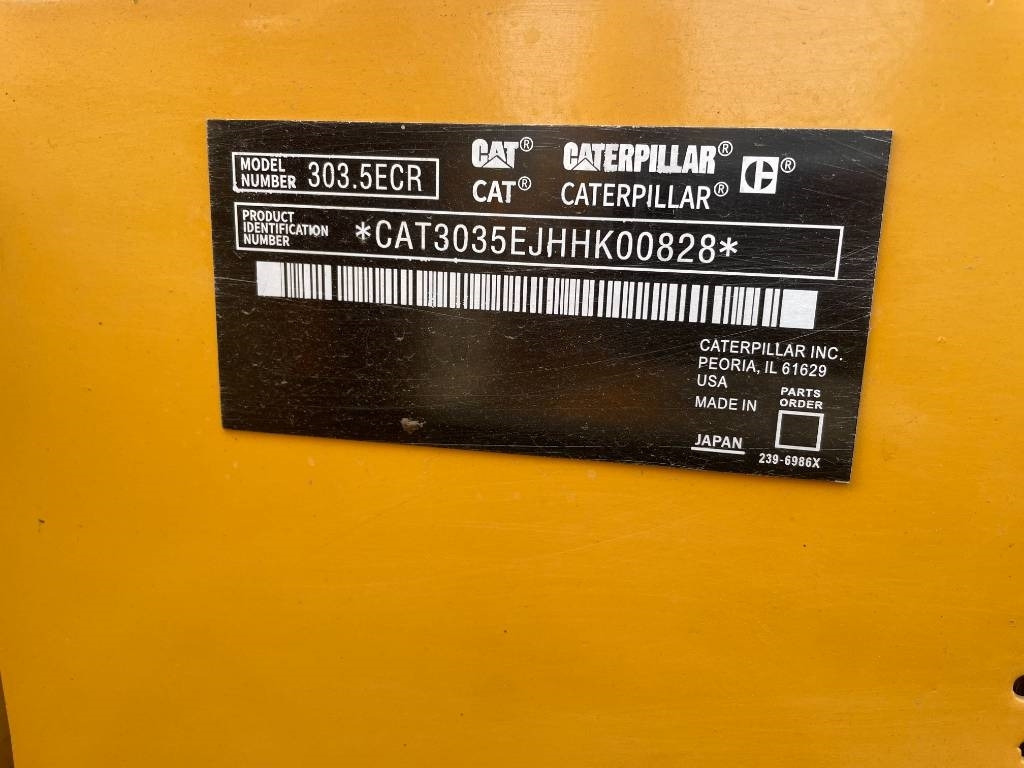 MODEL NUMBER 303.5ECR
CAT® CATERPILLAR® C®
CAT® CATERPILLAR®
PRODUCT IDENTIFICATION NUMBER *CAT3035EJHHK00828*
CATERPILLAR INC.
PEORIA, IL 61629
USA
MADE IN
JAPAN
PARTS
ORDER
239-6986X